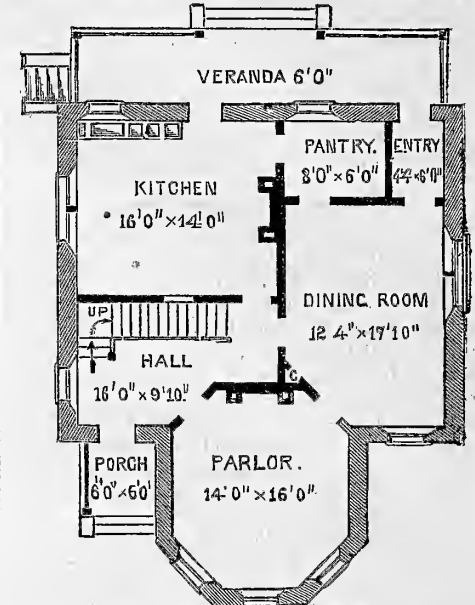 VERANDA 6'0"
PANTRY.
8'0" × 6'0"
ENTRY
KITCHEN
16'0" × 14'0"
DINING ROOM
12 4" × 17'10"
UP
HALL
16'0" × 9'10"
C
PORCH
6'0" × 6'0"
PARLOR.
14'0" × 16'0"